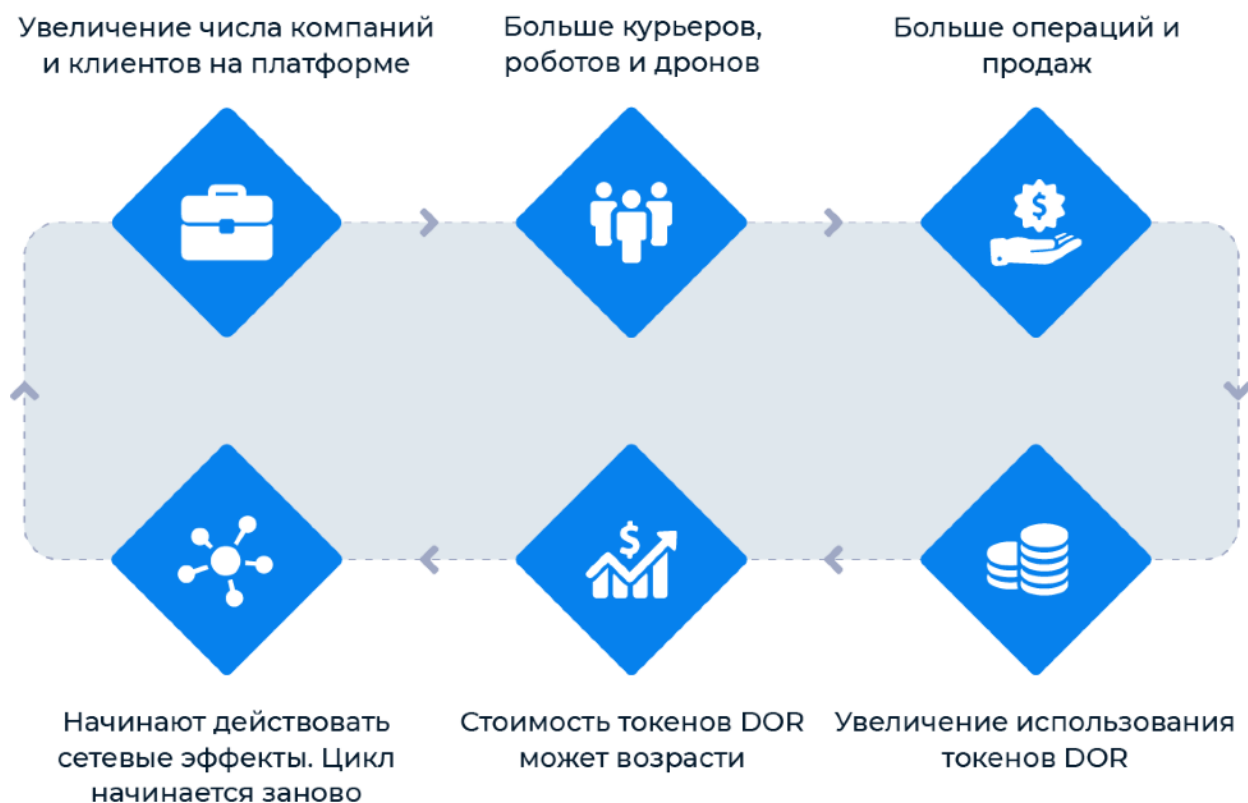 Увеличение числа компаний
и клиентов на платформе
Больше курьеров,
роботов и дронов
Больше операций и
продаж
$
$
Начинают действовать
сетевые эффекты. Цикл
начинается заново
Стоимость токенов DOR
может возрасти
Увеличение использования
токенов DOR